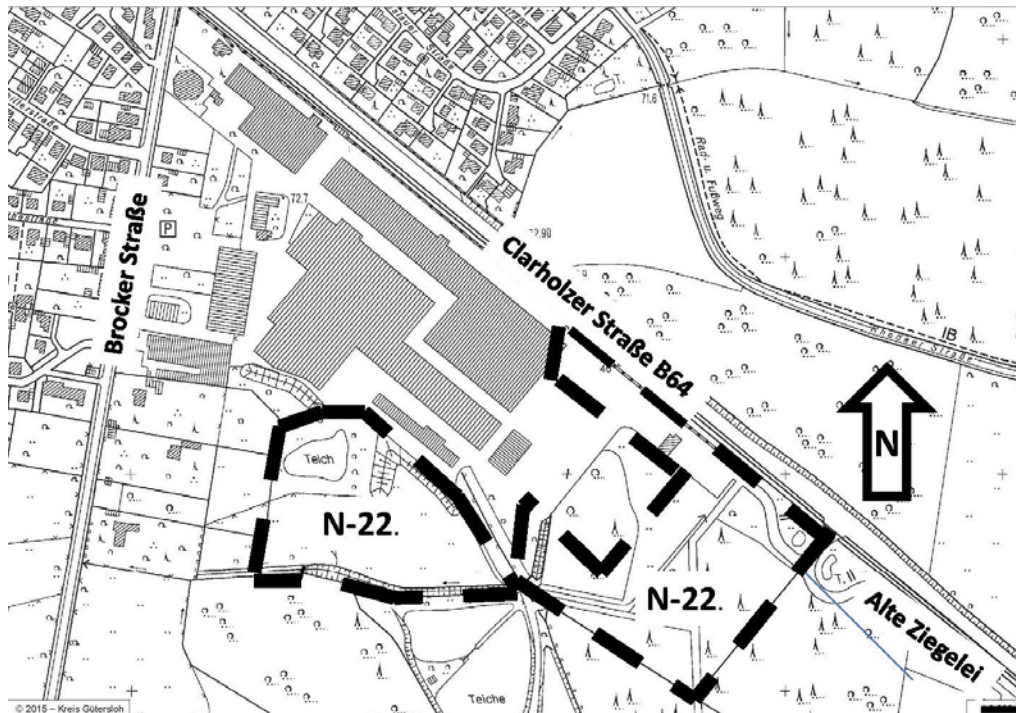 71,6
Rad- u. Fußweg
72,7
P
Brocker Straße
Clarholzer Straße B64
Rhedaer Straße
N
Teich
N-22.
N-22.
Alte Ziegelei
Teiche
© 2015 – Kreis Gütersloh